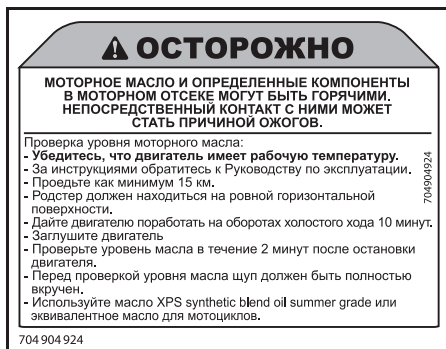 ОСТОРОЖНО
МОТОРНОЕ МАСЛО И ОПРЕДЕЛЕННЫЕ КОМПОНЕНТЫ
В МОТОРНОМ ОТСЕКЕ МОГУТ БЫТЬ ГОРЯЧИМИ.
НЕПОСРЕДСТВЕННЫЙ КОНТАКТ С НИМИ МОЖЕТ
СТАТЬ ПРИЧИНОЙ ОЖОГОВ.
Проверка уровня моторного масла:
- Убедитесь, что двигатель имеет рабочую температуру.
- За инструкциями обратитесь к Руководству по эксплуатации.
- Проедьте как минимум 15 км.
- Родстер должен находиться на ровной горизонтальной
поверхности.
- Дайте двигателю поработать на оборотах холостого хода 10 минут.
- Заглушите двигатель
- Проверьте уровень масла в течение 2 минут после остановки
двигателя.
- Перед проверкой уровня масла щуп должен быть полностью
вкручен.
- Используйте масло XPS synthetic blend oil summer grade или
эквивалентное масло для мотоциклов.
704904924
704 904 924